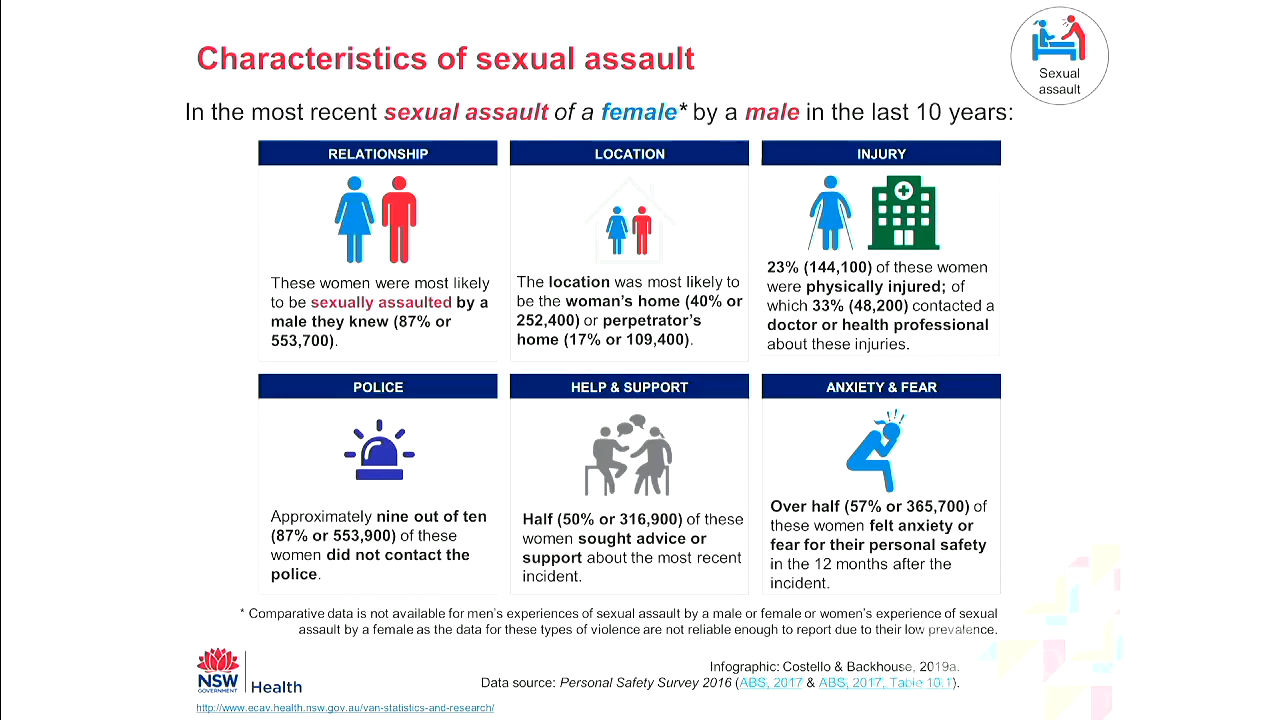 Characteristics of sexual assault
Sexual
assault
In the most recent sexual assault of a female* by a male in the last 10 years:
RELATIONSHIP
These women were most likely
to be sexually assaulted by a
male they knew (87% or
553,700).
LOCATION
The location was most likely to
be the woman's home (40% or
252,400) or perpetrator's
home (17% or 109,400).
INJURY
23% (144,100) of these women
were physically injured; of
which 33% (48,200) contacted a
doctor or health professional
about these injuries.
POLICE
Approximately nine out of ten
(87% or 553,900) of these
women did not contact the
police.
HELP & SUPPORT
Half (50% or 316,900) of these
women sought advice or
support about the most recent
incident.
ANXIETY & FEAR
Over half (57% or 365,700) of
these women felt anxiety or
fear for their personal safety
in the 12 months after the
incident.
* Comparative data is not available for men's experiences of sexual assault by a male or female or women's experience of sexual
assault by a female as the data for these types of violence are not reliable enough to report due to their low prevalence.
NSW
GOVERNMENT
Health
Infographic: Costello & Backhouse, 2019a.
Data source: Personal Safety Survey 2016 (ABS, 2017 & ABS, 2017, Table 10.1).
http://www.ecav.health.nsw.gov.au/van-statistics-and-research/